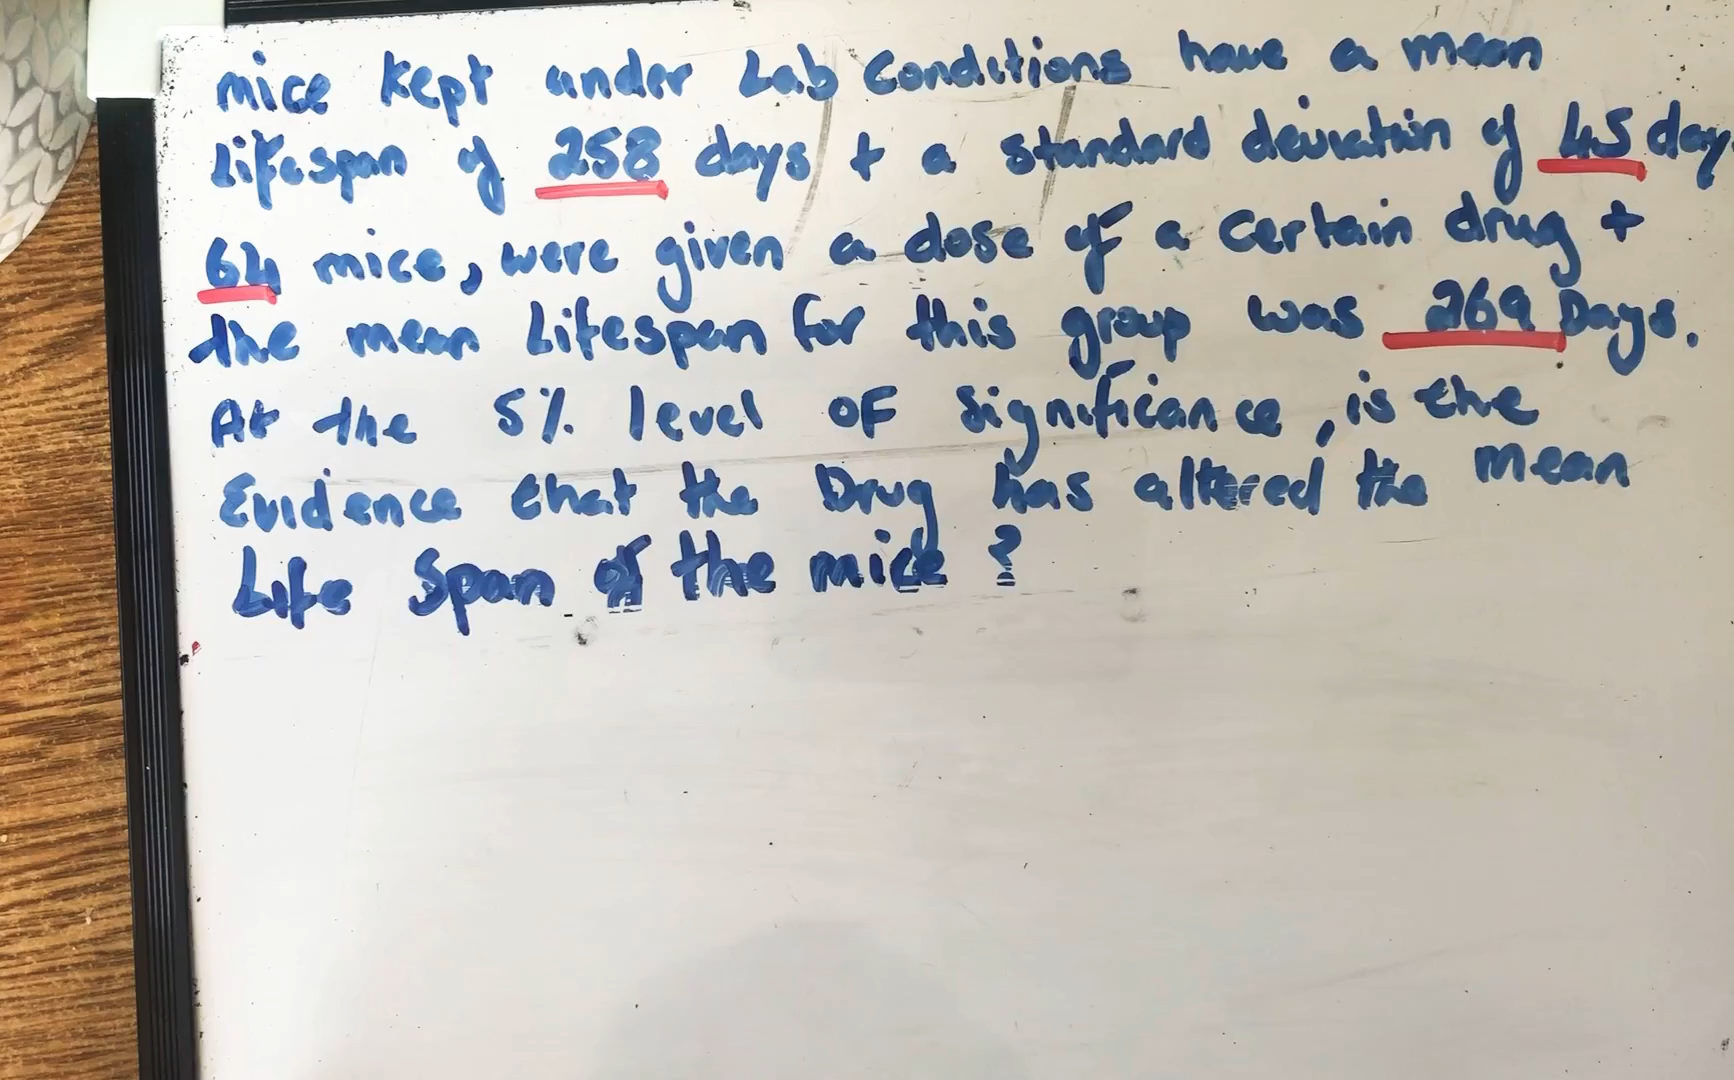 mice kept under Lab Conditions have a mean
Lifespan of 258 days + a standard deviation of 45 day
64 mice, were given a dose of a certain drug +
the mean Lifespan for this group was 269 Days.
At the 5% level OF significance, is the
Evidence that the Drug has altered the mean
Life Span of the mice ?